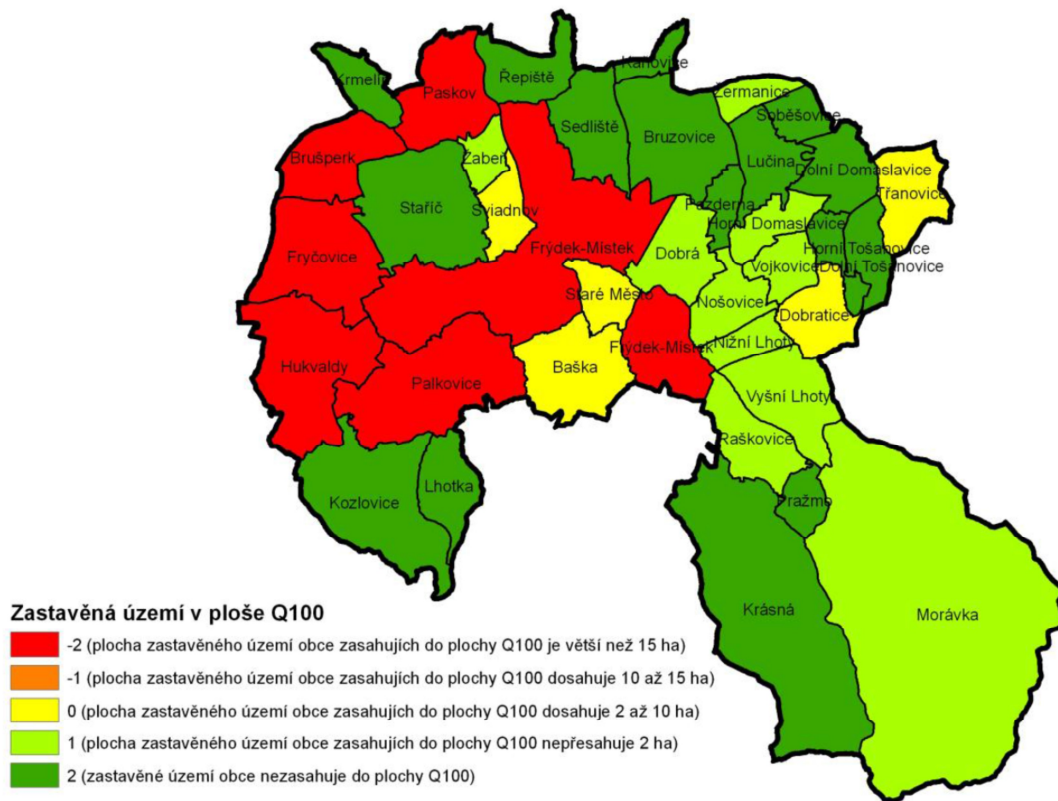 Krmelín
Paskov
Řepiště
Kaňovice
Žermanice
Soběšovice
Sedliště
Bruzovice
Brušperk
Žabeň
Lučina
Dolní Domaslavice
Třanovice
Staříč
Sviadnov
Pazderna
Horní Domaslavice
Fryčovice
Frýdek-Místek
Dobrá
Horní Tošanovice
Vojkovice
Dolní Tošanovice
Staré Město
Nošovice
Dobratice
Hukvaldy
Palkovice
Baška
Frýdek-Místek
Nižní Lhoty
Vyšní Lhoty
Raškovice
Kozlovice
Lhotka
Pražmo
Krásná
Morávka
Zastavěná území v ploše Q100
-2 (plocha zastavěného území obce zasahujících do plochy Q100 je větší než 15 ha)
-1 (plocha zastavěného území obce zasahujících do plochy Q100 dosahuje 10 až 15 ha)
0 (plocha zastavěného území obce zasahujících do plochy Q100 dosahuje 2 až 10 ha)
1 (plocha zastavěného území obce zasahujících do plochy Q100 nepřesahuje 2 ha)
2 (zastavěné území obce nezasahuje do plochy Q100)